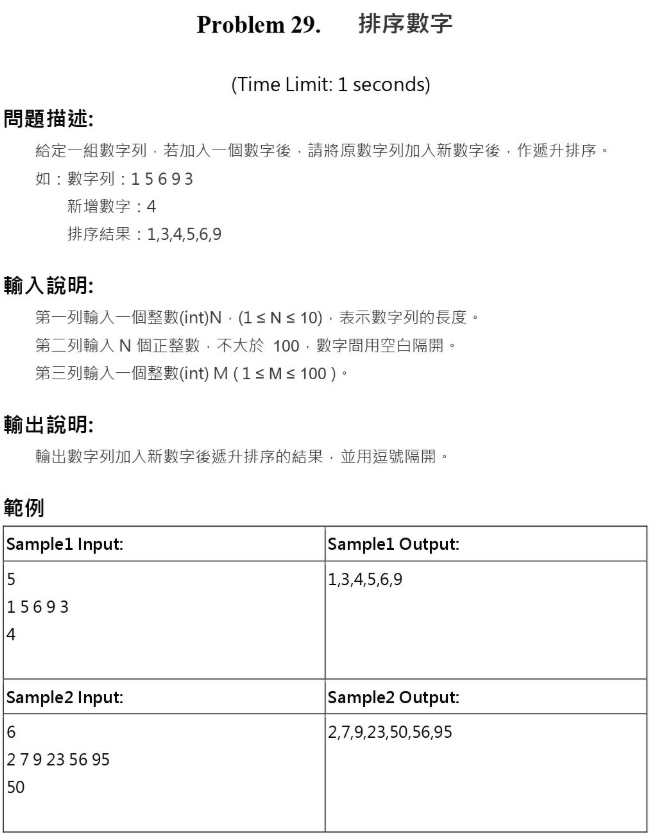 Problem 29. 排序數字
(Time Limit: 1 seconds)
問題描述:
給定一組數字列，若加入一個數字後，請將原數字列加入新數字後，作遞升排序。
如：數字列：1 5 6 9 3
新增數字：4
排序結果：1,3,4,5,6,9
輸入說明:
第一列輸入一個整數(int)N，(1 ≤ N ≤ 10)，表示數字列的長度。
第二列輸入 N 個正整數，不大於 100，數字間用空白隔開。
第三列輸入一個整數(int) M ( 1 ≤ M ≤ 100 )。
輸出說明:
輸出數字列加入新數字後遞升排序的結果，並用逗號隔開。
範例
Sample1 Input: Sample1 Output:
5 1,3,4,5,6,9
1 5 6 9 3
4
Sample2 Input: Sample2 Output:
6 2,7,9,23,50,56,95
2 7 9 23 56 95
50